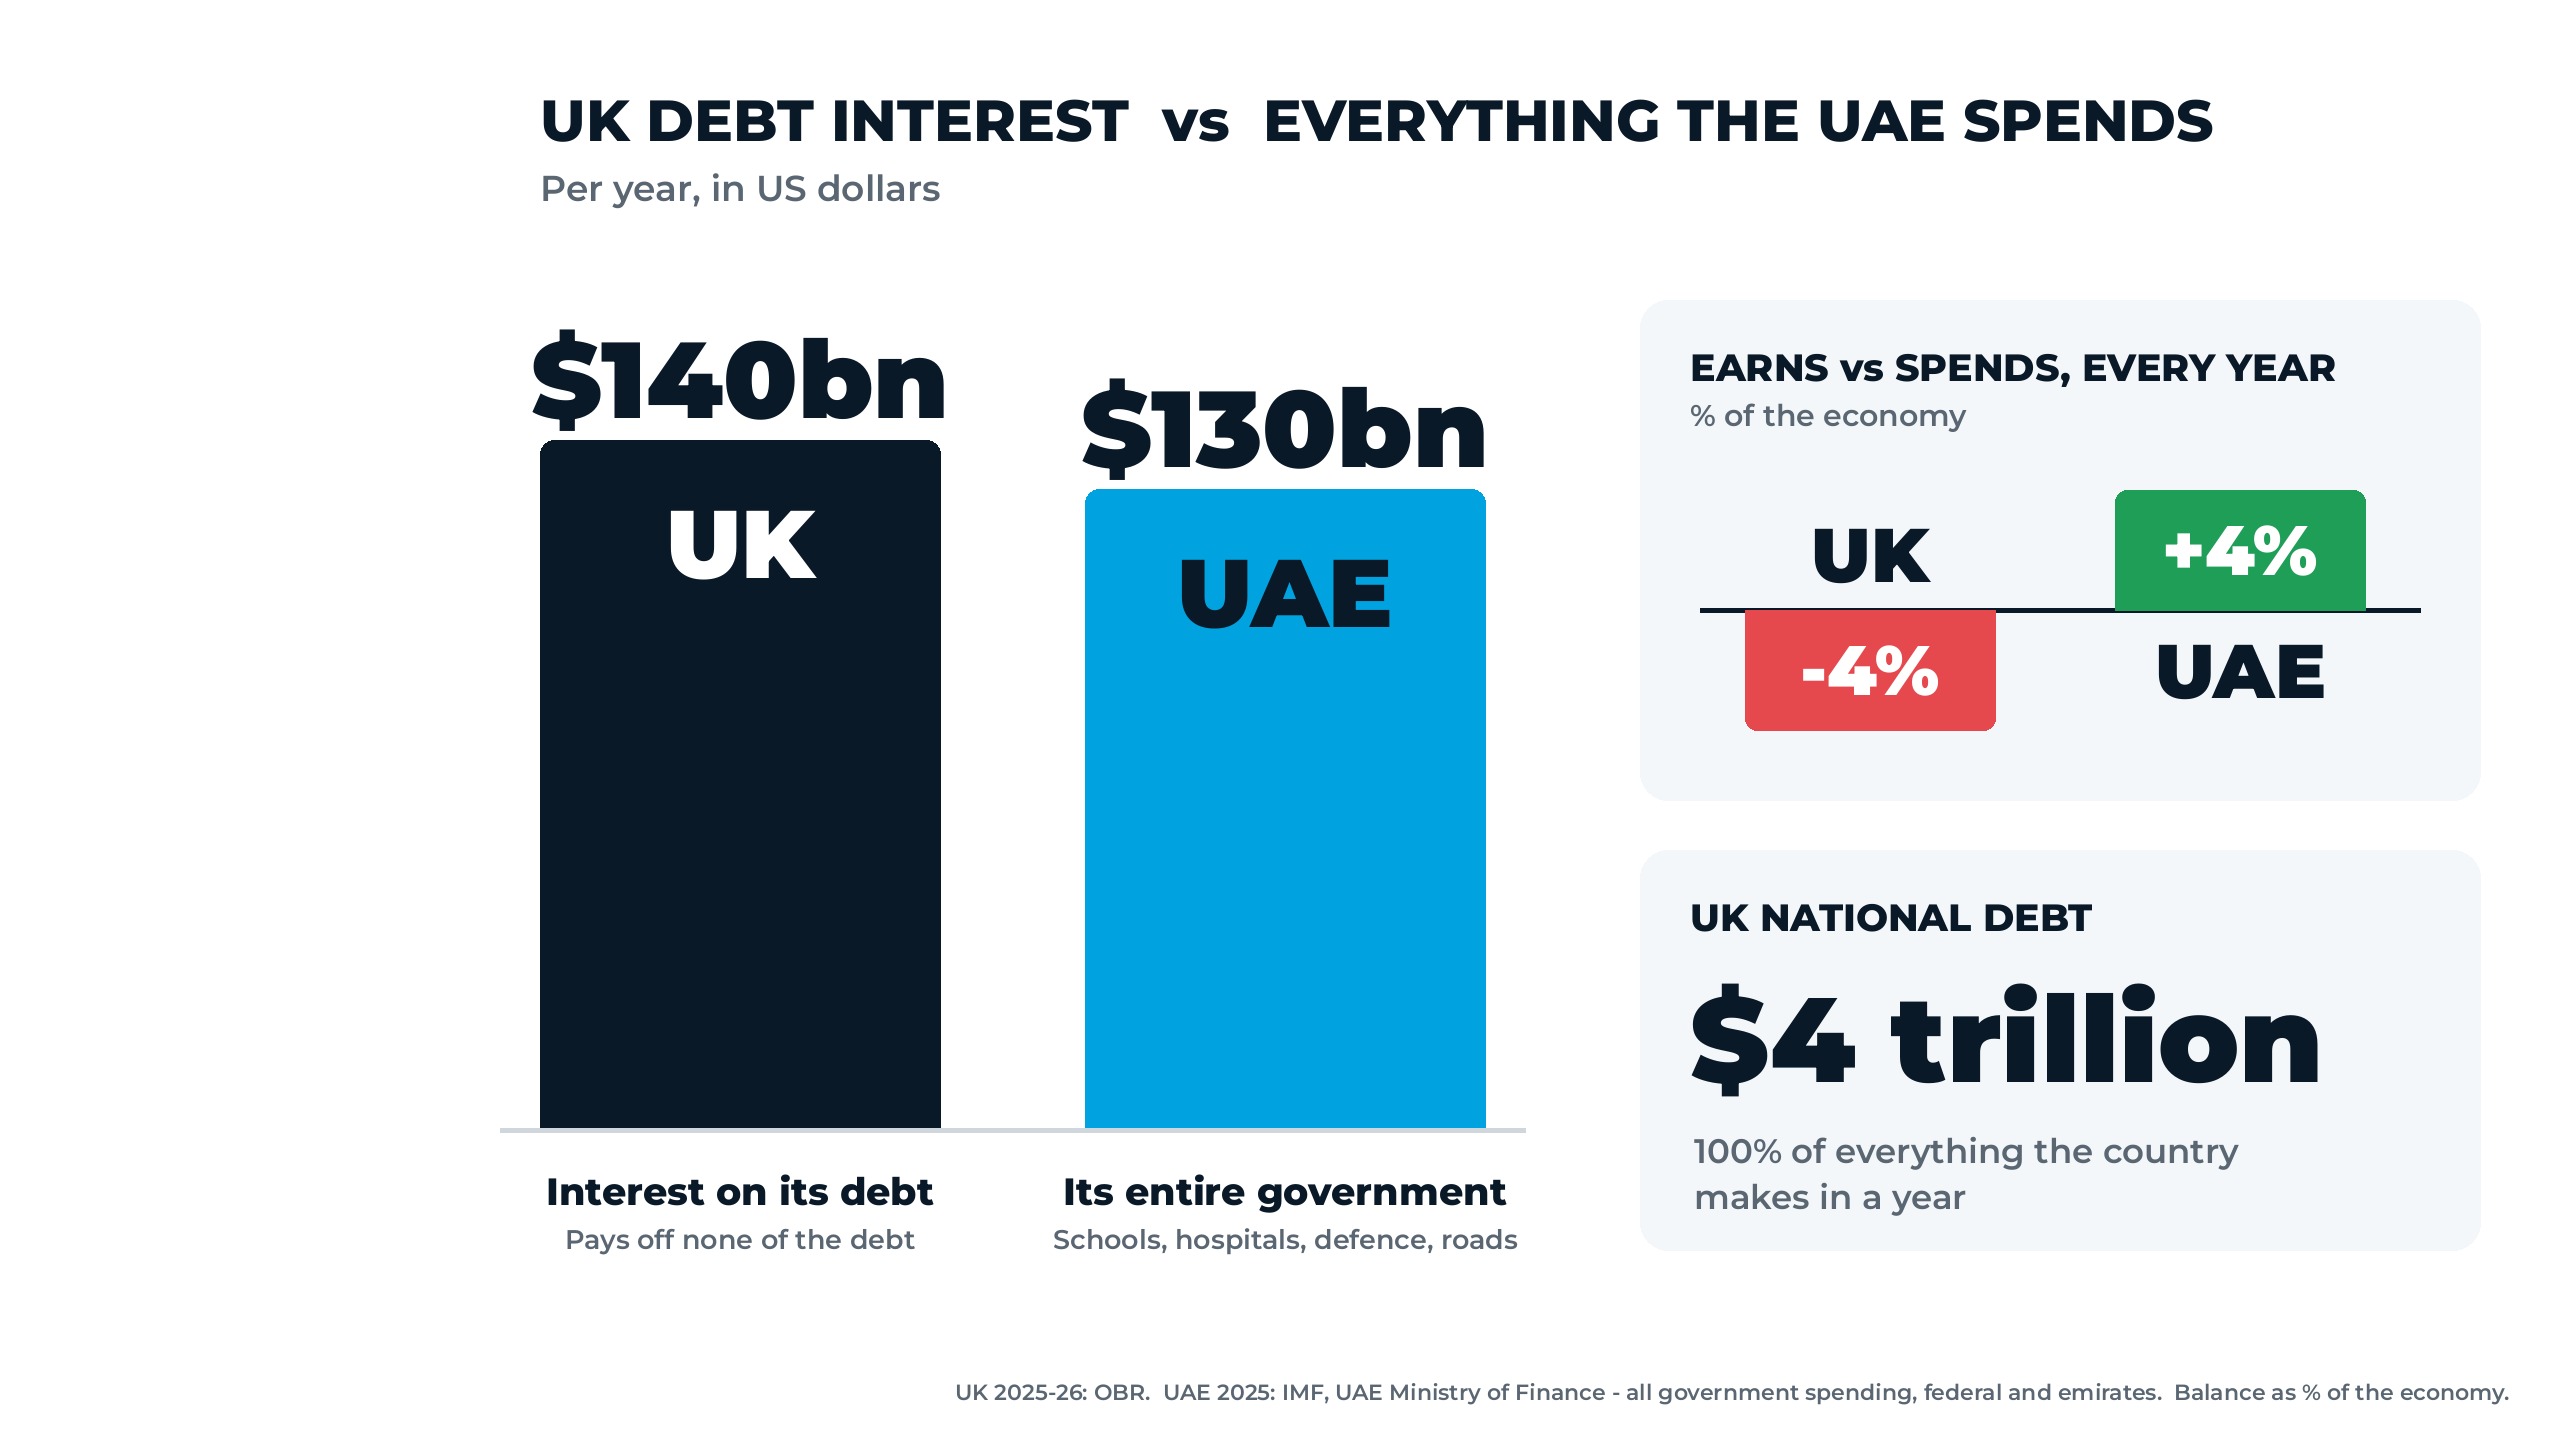 UK DEBT INTEREST vs EVERYTHING THE UAE SPENDS
Per year, in US dollars
$140bn
UK
Interest on its debt
Pays off none of the debt
$130bn
UAE
Its entire government
Schools, hospitals, defence, roads
EARNS vs SPENDS, EVERY YEAR
% of the economy
UK
-4%
+4%
UAE
UK NATIONAL DEBT
$4 trillion
100% of everything the country
makes in a year
UK 2025-26: OBR. UAE 2025: IMF, UAE Ministry of Finance - all government spending, federal and emirates. Balance as % of the economy.